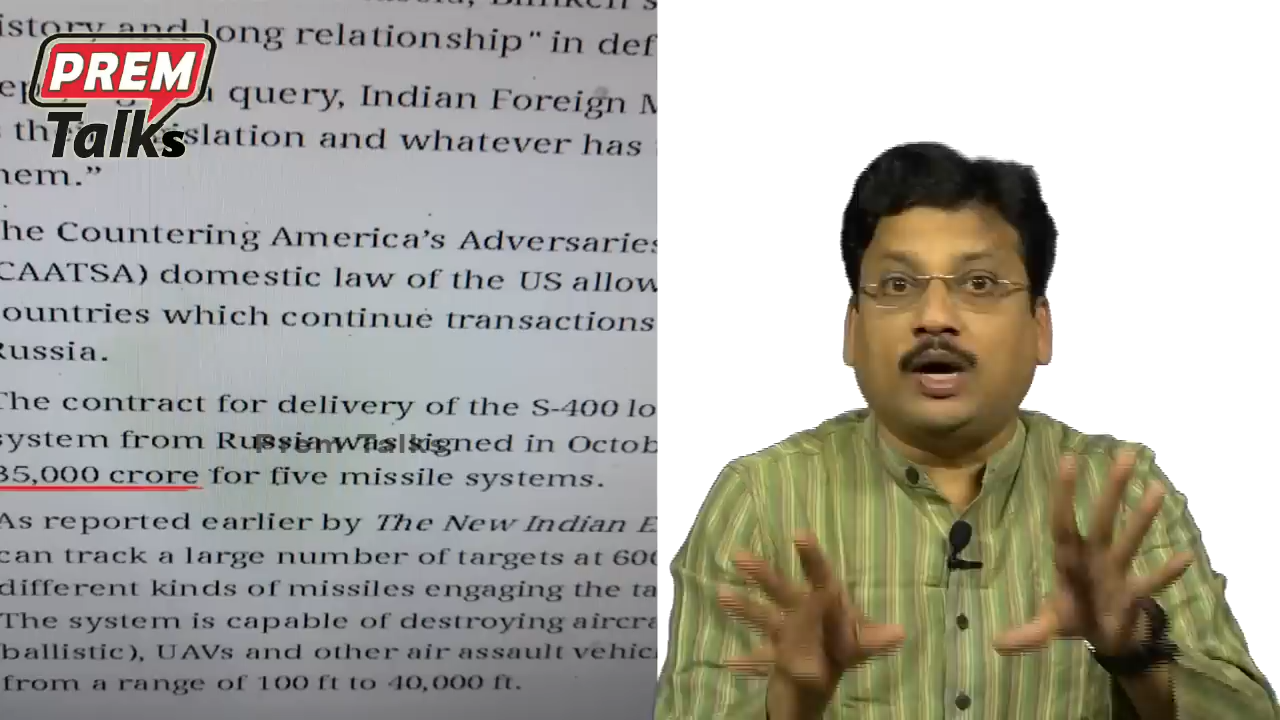 istory and long relationship" in def
query, Indian Foreign M
islation and whatever has
hem.”
he Countering America’s Adversaries
CAATSA) domestic law of the US allow
ountries which continue transactions
Russia.
The contract for delivery of the S-400 lo
system from Russia was signed in Octob
35,000 crore for five missile systems.
As reported earlier by The New Indian E
can track a large number of targets at 600
different kinds of missiles engaging the ta
The system is capable of destroying aircra
ballistic), UAVs and other air assault vehic
from a range of 100 ft to 40,000 ft.
PREM
Talks
Prem Talks